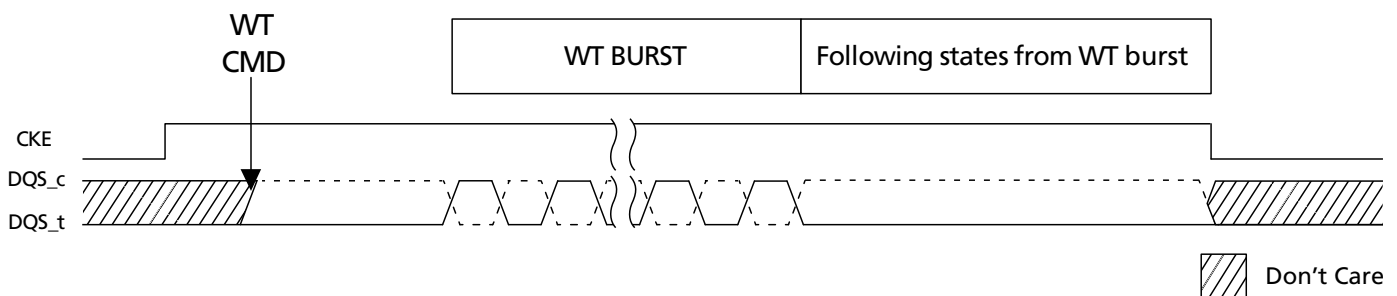 WT
CMD
WT BURST
Following states from WT burst
CKE
DQS_c
DQS_t
Don't Care